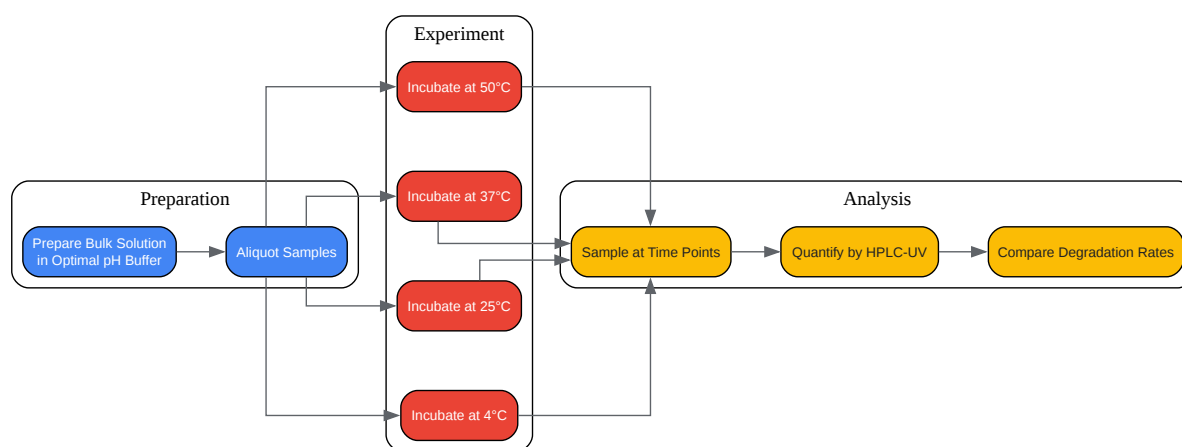 Experiment
Incubate at 50°C
Incubate at 37°C
Incubate at 25°C
Incubate at 4°C
Preparation
Prepare Bulk Solution
in Optimal pH Buffer
Aliquot Samples
Analysis
Sample at Time Points
Quantify by HPLC-UV
Compare Degradation Rates